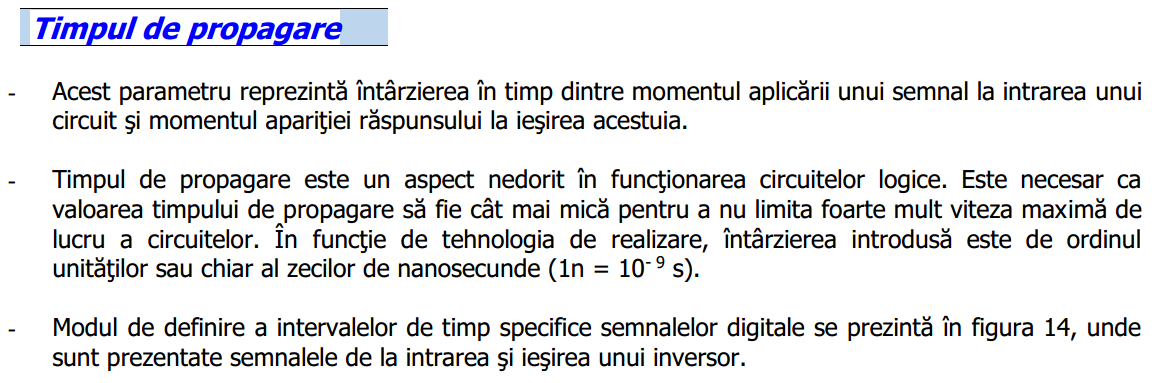 Timpul de propagare
- Acest parametru reprezintă întârzierea în timp dintre momentul aplicării unui semnal la intrarea unui
circuit şi momentul apariţiei răspunsului la ieşirea acestuia.
- Timpul de propagare este un aspect nedorit în funcţionarea circuitelor logice. Este necesar ca
valoarea timpului de propagare să fie cât mai mică pentru a nu limita foarte mult viteza maximă de
lucru a circuitelor. În funcţie de tehnologia de realizare, întârzierea introdusă este de ordinul
unităţilor sau chiar al zecilor de nanosecunde (1n = 10⁻⁹ s).
- Modul de definire a intervalelor de timp specifice semnalelor digitale se prezintă în figura 14, unde
sunt prezentate semnalele de la intrarea şi ieşirea unui inversor.